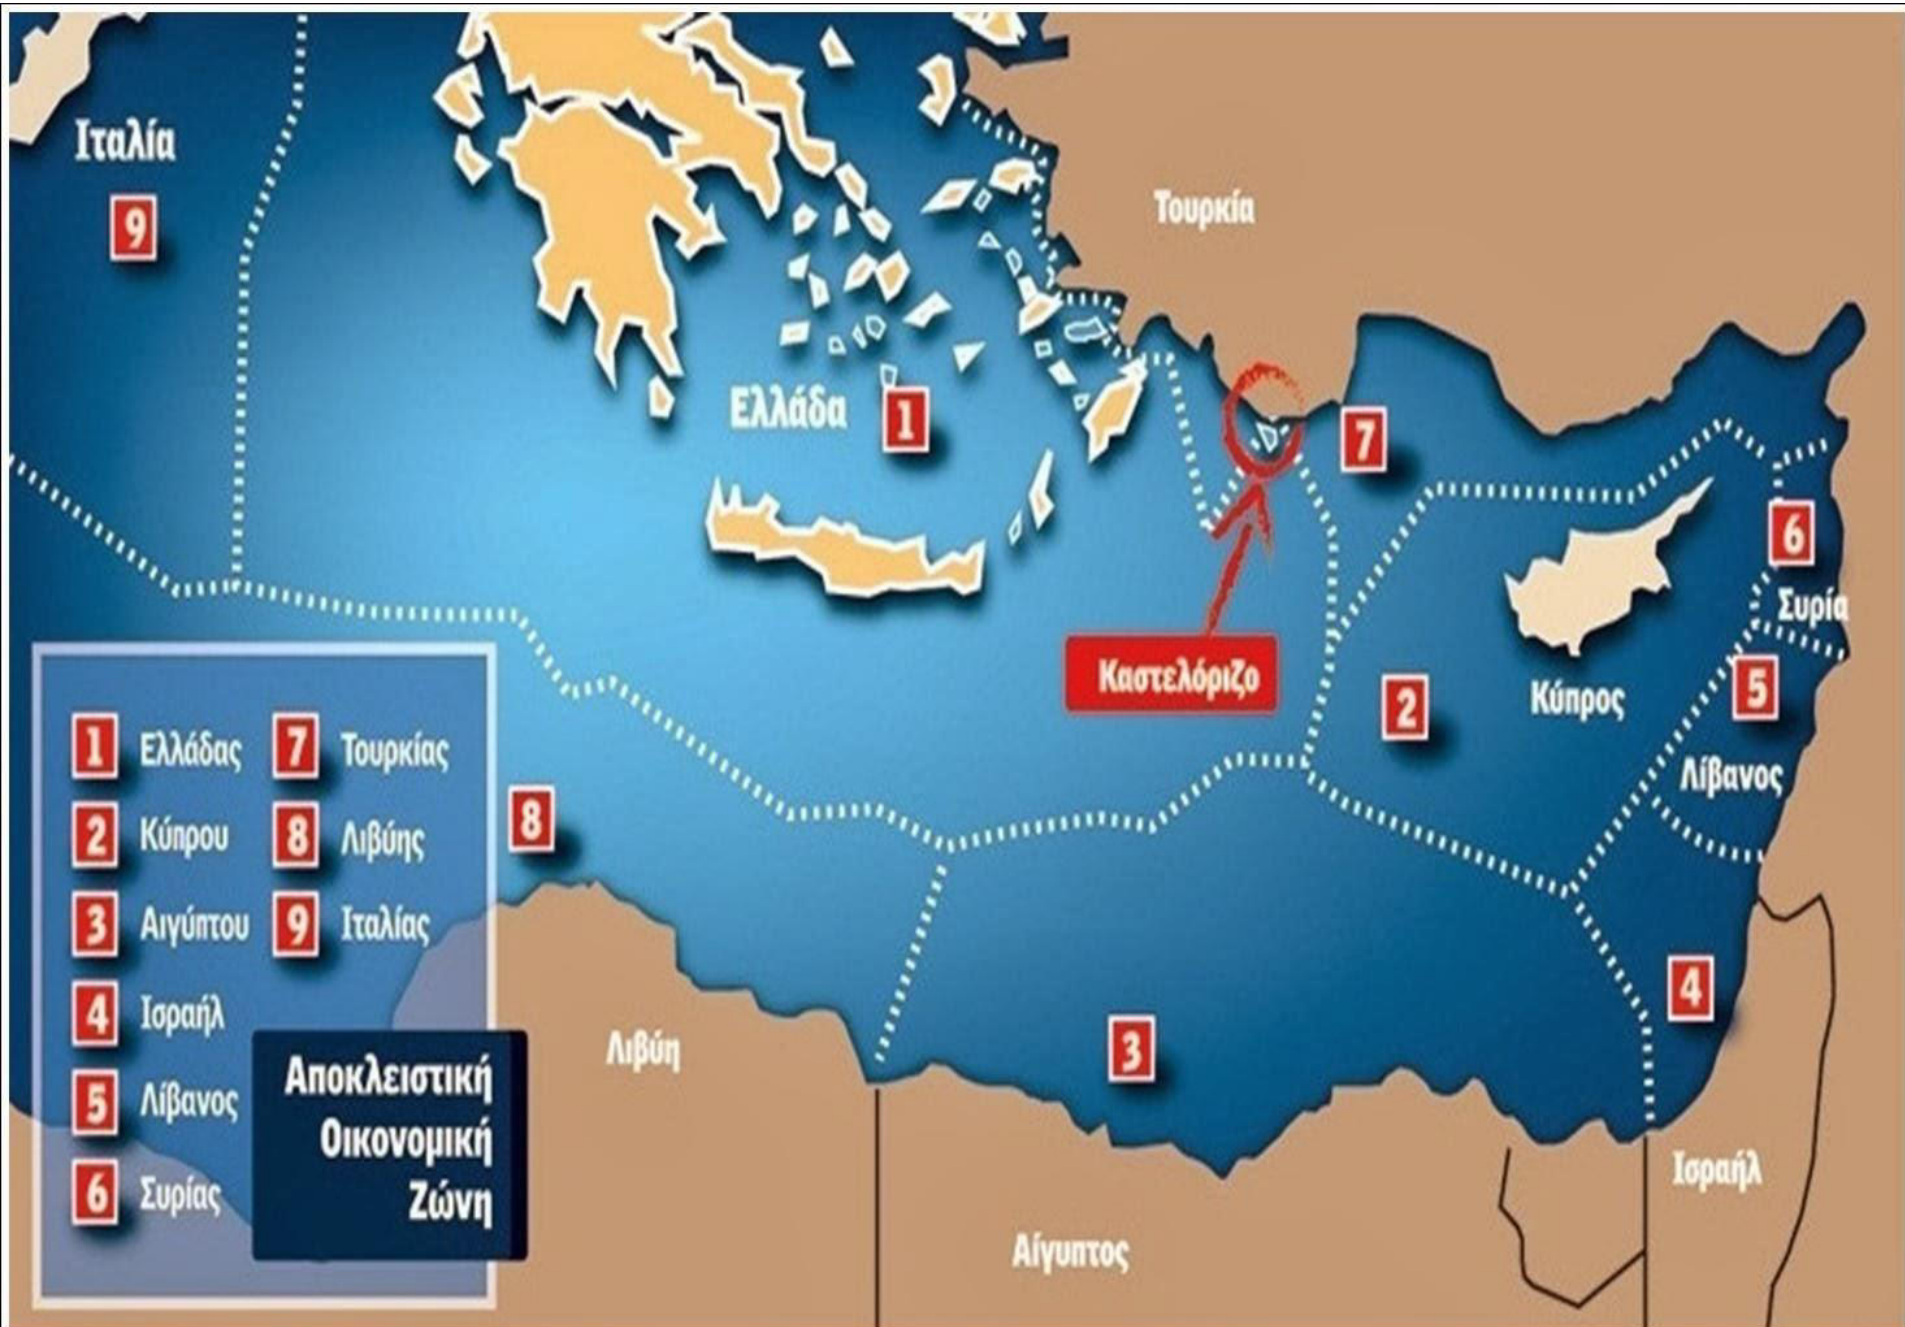 Ιταλία
9
Τουρκία
Ελλάδα
1
7
6
Συρία
Καστελόριζο
2
Κύπρος
5
Λίβανος
8
4
3
Λιβύη
Αίγυπτος
Ισραήλ
1 Ελλάδας
2 Κύπρου
3 Αιγύπτου
4 Ισραήλ
5 Λίβανος
6 Συρίας
7 Τουρκίας
8 Λιβύης
9 Ιταλίας
Αποκλειστική
Οικονομική
Ζώνη